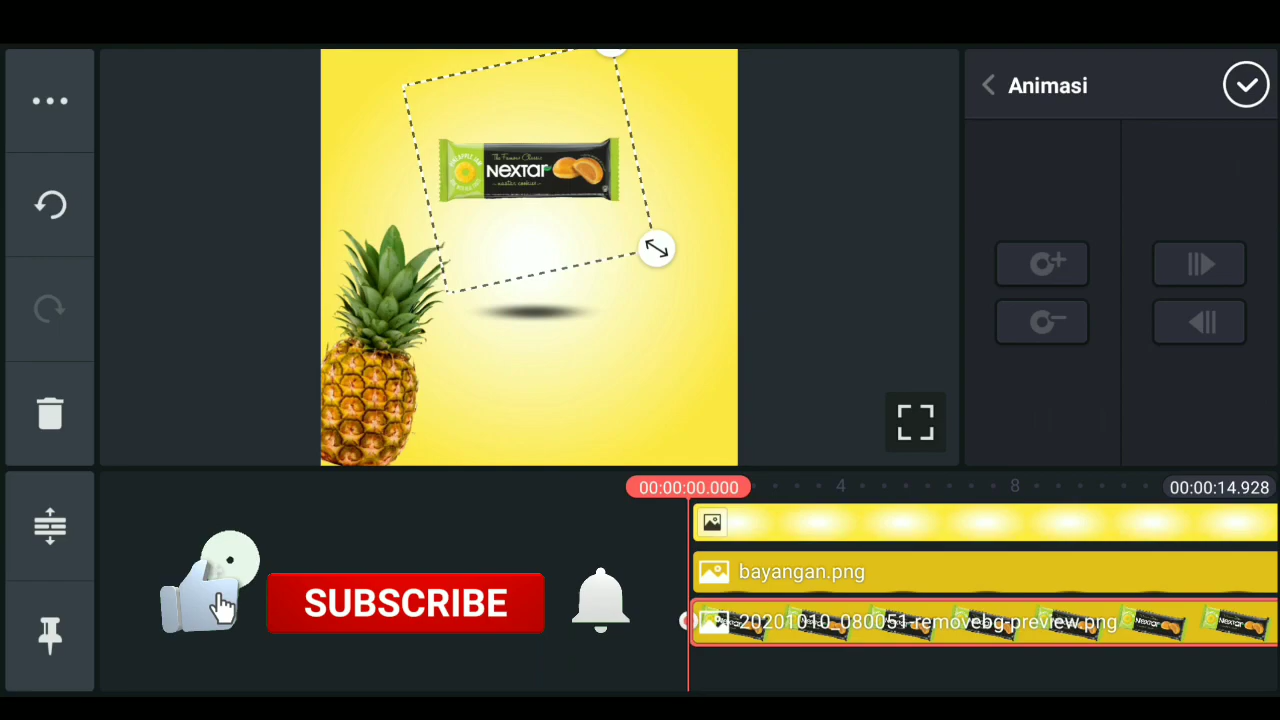 Animasi
The Famous Classic
NEXTAR
00:00:00.000
4
8
00:00:14.928
bayangan.png
20201010_080051-removebg-preview.png
SUBSCRIBE